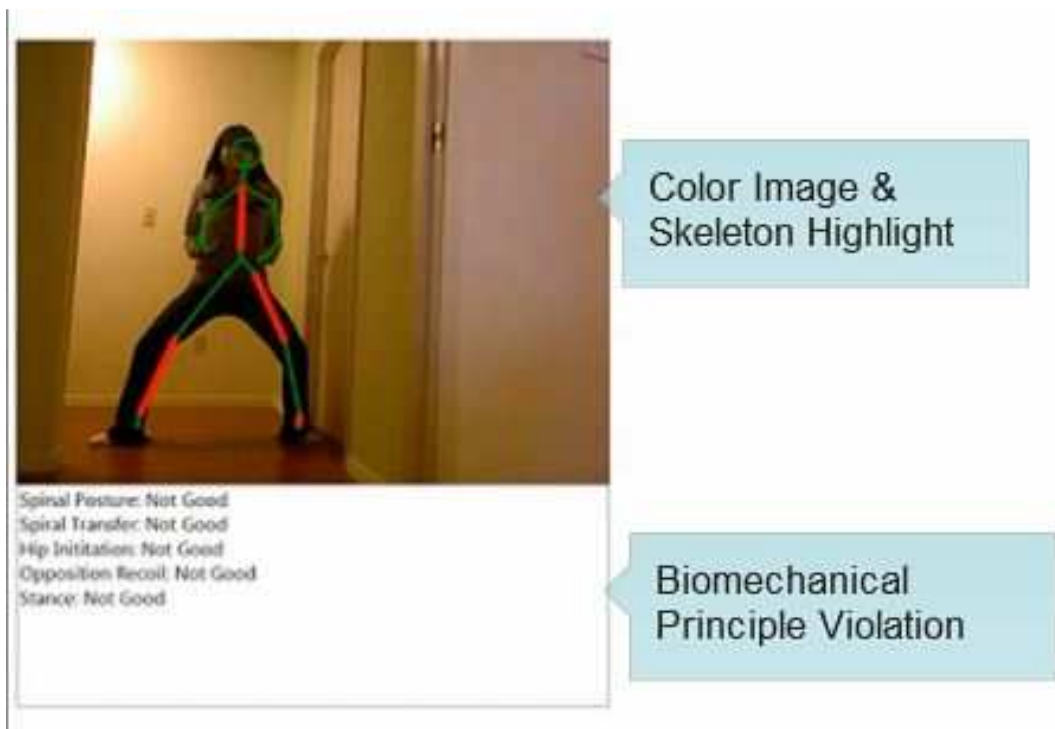 Color Image &
Skeleton Highlight
Spinal Posture: Not Good
Spiral Transfer: Not Good
Hip Inititation: Not Good
Opposition Recoil: Not Good
Stance: Not Good
Biomechanical
Principle Violation